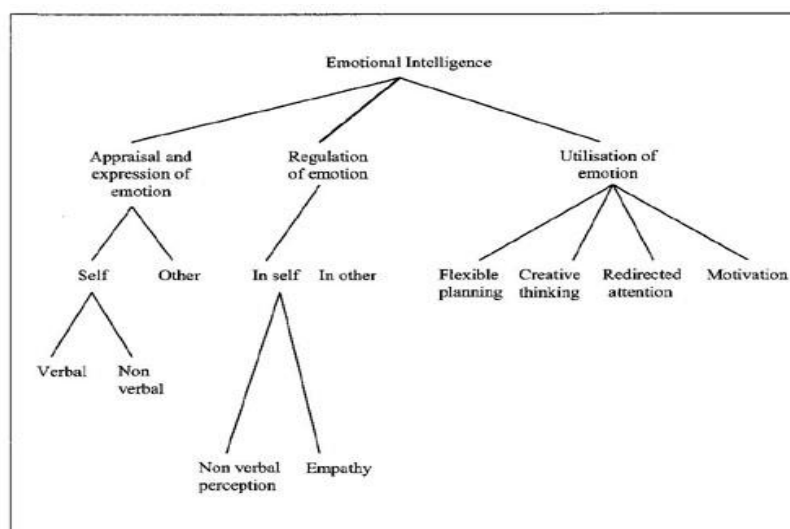 Emotional Intelligence
Appraisal and
expression of
emotion
Regulation
of emotion
Utilisation of
emotion
Self
Other
In self
In other
Flexible
planning
Creative
thinking
Redirected
attention
Motivation
Verbal
Non
verbal
Non verbal
perception
Empathy